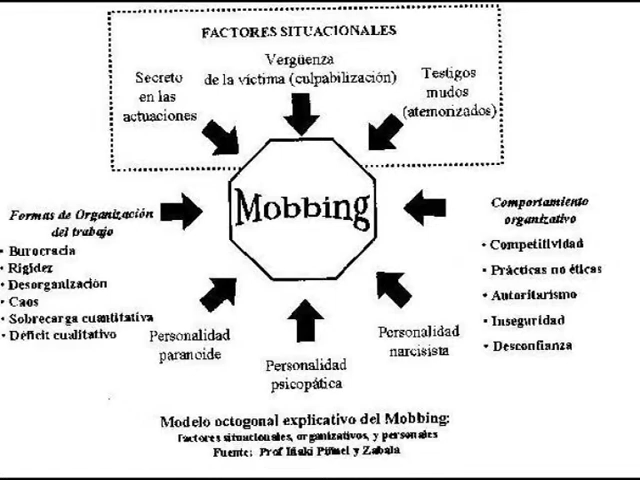 FACTORES SITUACIONALES
Secreto
en las
actuaciones
Vergüenza
de la víctima (culpabilización)
Testigos
mudos
(atemorizados)
Mobbing
Formas de Organización
del trabajo
• Burocracia
• Rigidez
• Desorganización
• Caos
• Sobrecarga cuantitativa
• Déficit cualitativo
Comportamiento
organizativo
• Competitividad
• Prácticas no éticas
• Autoritarismo
• Inseguridad
• Desconfianza
Personalidad
paranoide
Personalidad
psicopática
Personalidad
narcisista
Modelo octogonal explicativo del Mobbing:
Factores situacionales, organizativos, y personales
Fuente: Prof Iñaki Piñuel y Zabala